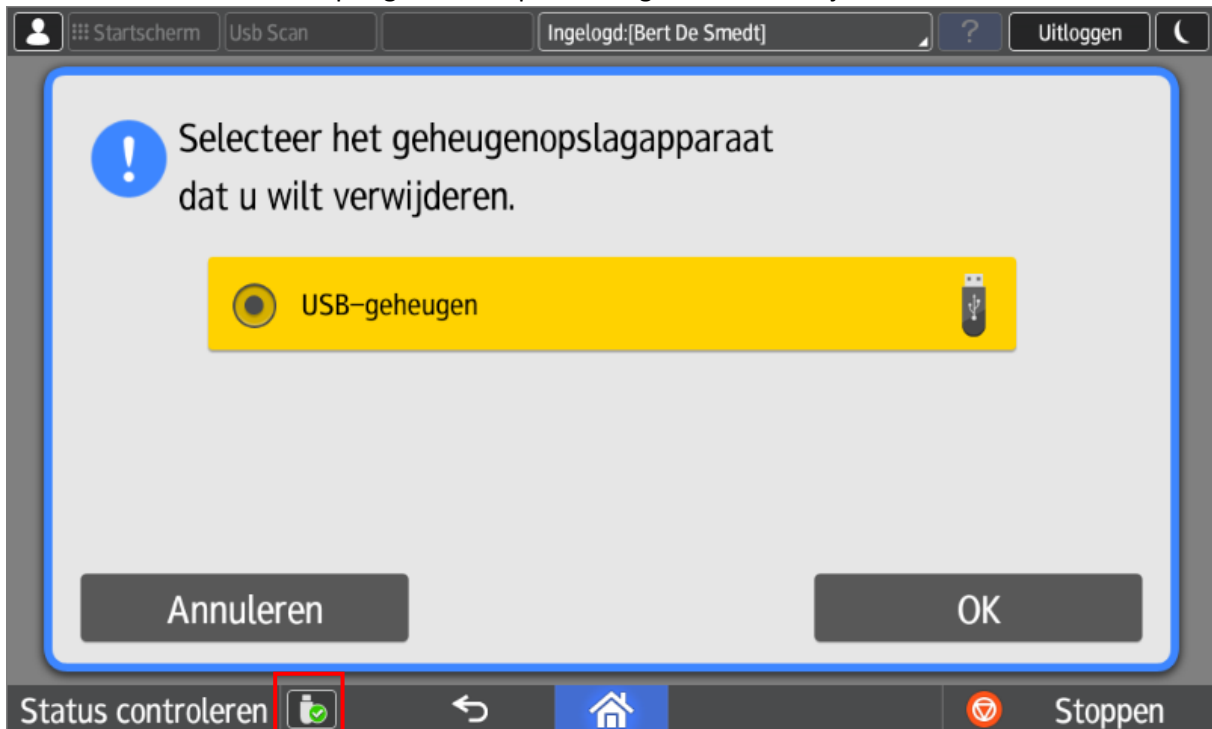 Startscherm Usb Scan Ingelogd:[Bert De Smedt] ? Uitloggen
Selecteer het geheugenopslagapparaat
dat u wilt verwijderen.
USB-geheugen
Annuleren OK
Status controleren Stoppen